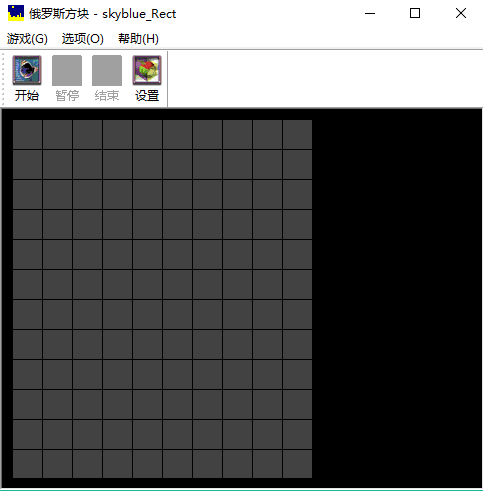 俄罗斯方块 - skyblue_Rect
游戏(G) 选项(O) 帮助(H)
开始 暂停 结束 设置